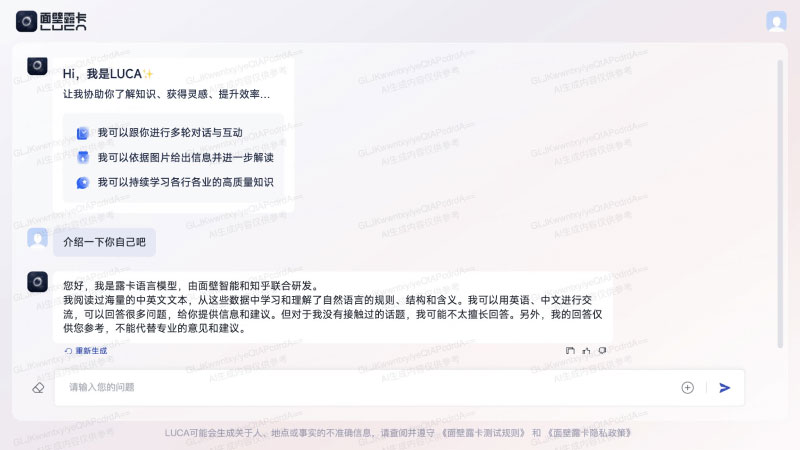 面壁露卡
LUCA
Hi，我是LUCA✨
让我协助你了解知识、获得灵感、提升效率...
我可以跟你进行多轮对话与互动
我可以依据图片给出信息并进一步解读
我可以持续学习各行各业的高质量知识
介绍一下你自己吧
您好，我是露卡语言模型，由面壁智能和知乎联合研发。
我阅读过海量的中英文文本，从这些数据中学习和理解了自然语言的规则、结构和含义。我可以用英语、中文进行交
流，可以回答很多问题，给你提供信息和建议。但对于我没有接触过的话题，我可能不太擅长回答。另外，我的回答仅
供您参考，不能代替专业的意见和建议。
重新生成
请输入您的问题
LUCA可能会生成关于人、地点或事实的不准确信息，请查阅并遵守 《面壁露卡测试规则》 和 《面壁露卡隐私政策》
AI生成内容仅供参考